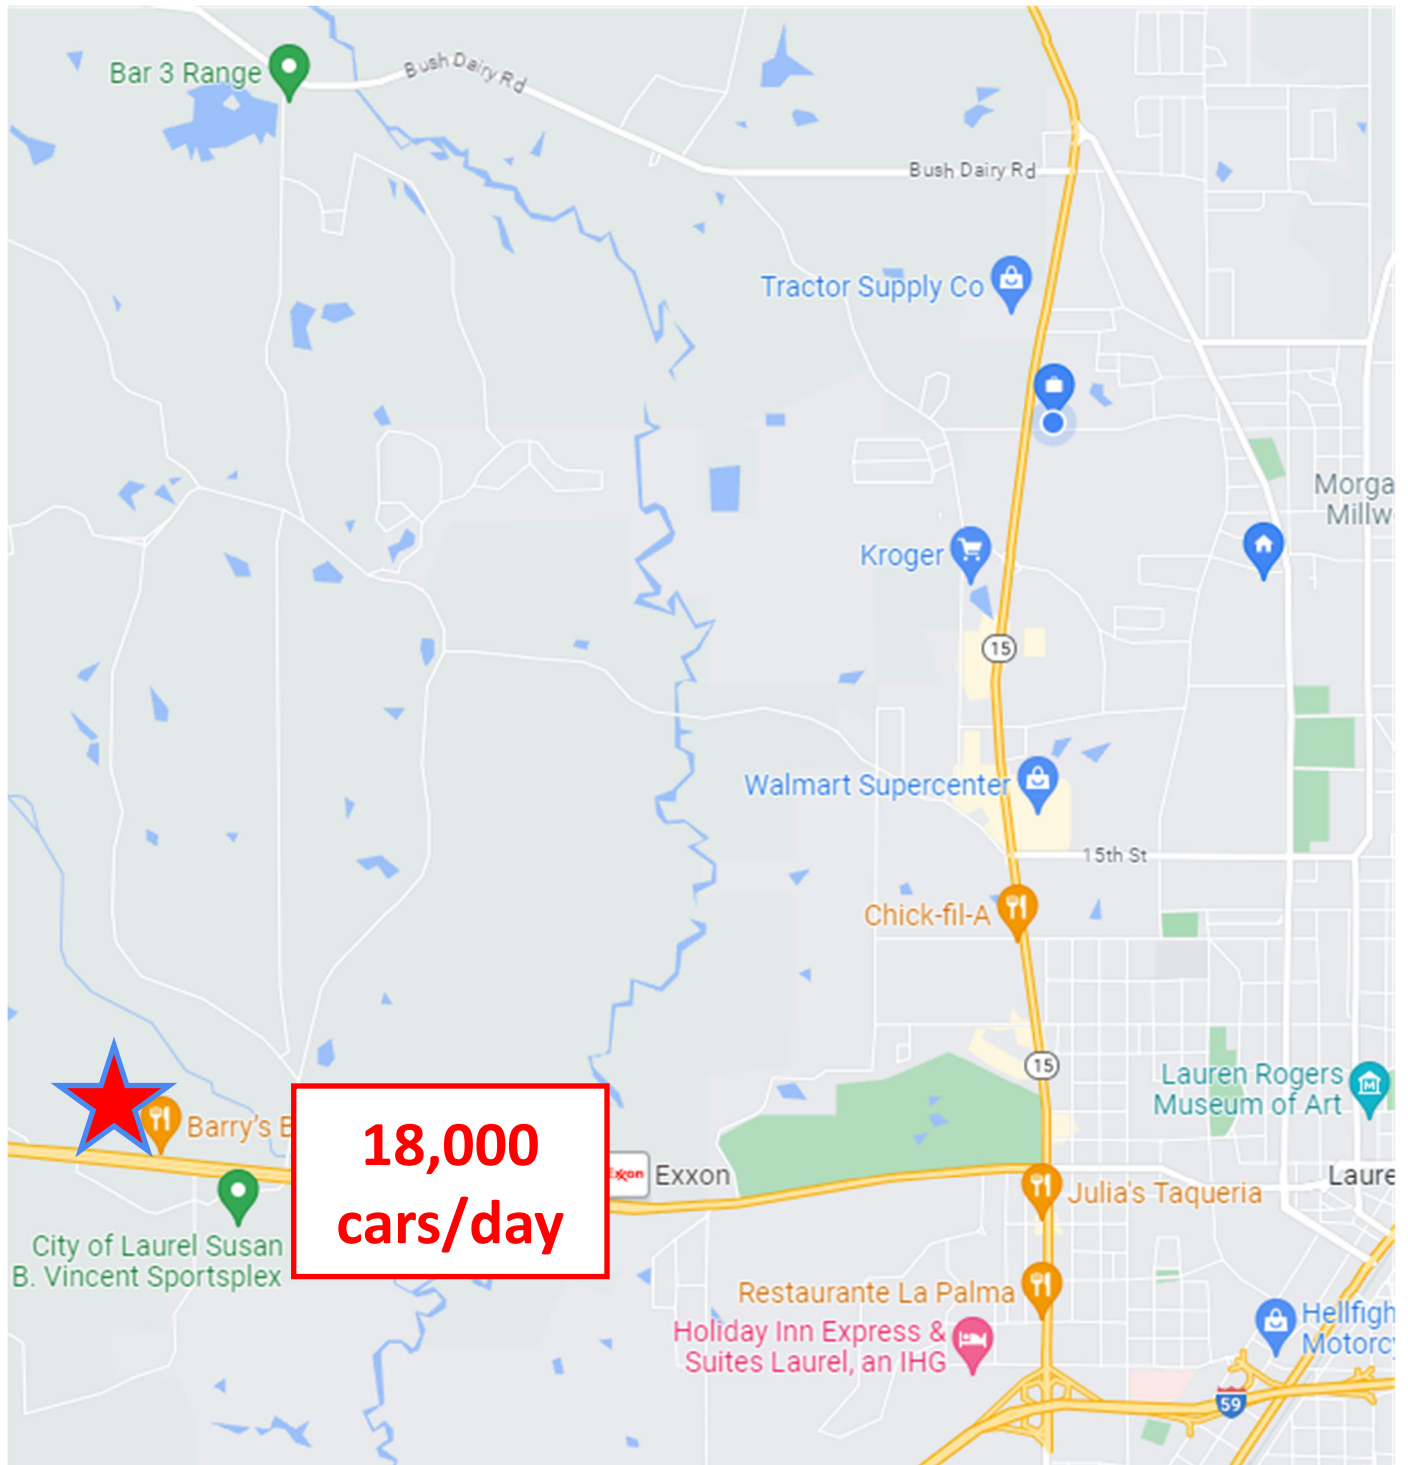 Bar 3 Range
Bush Dairy Rd
Bush Dairy Rd
Tractor Supply Co
Morga
Millw
Kroger
15
Walmart Supercenter
15th St
Chick-fil-A
15
Lauren Rogers
Museum of Art
Barry's B
18,000
cars/day
Exxon
Exxon
Laure
Julia's Taqueria
City of Laurel Susan
B. Vincent Sportsplex
Restaurante La Palma
Holiday Inn Express &
Suites Laurel, an IHG
Hellfigh
Motorcy
59